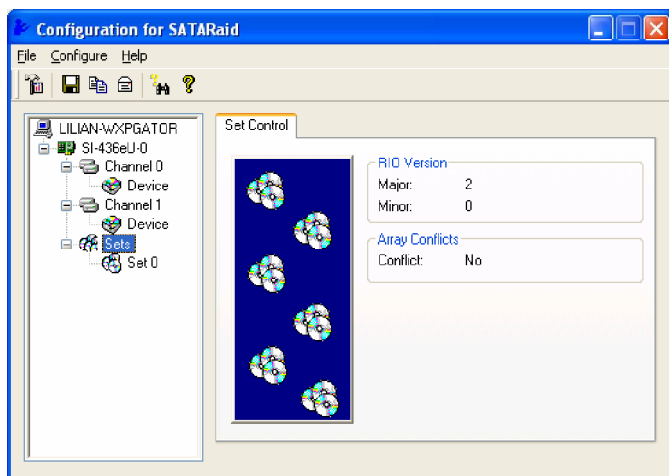 Configuration for SATARaid
File Configure Help
LILIAN-WXPGATOR
SI-436eU-0
Channel 0
Device
Channel 1
Device
Sets
Set 0
Set Control
RIO Version
Major: 2
Minor: 0
Array Conflicts
Conflict: No